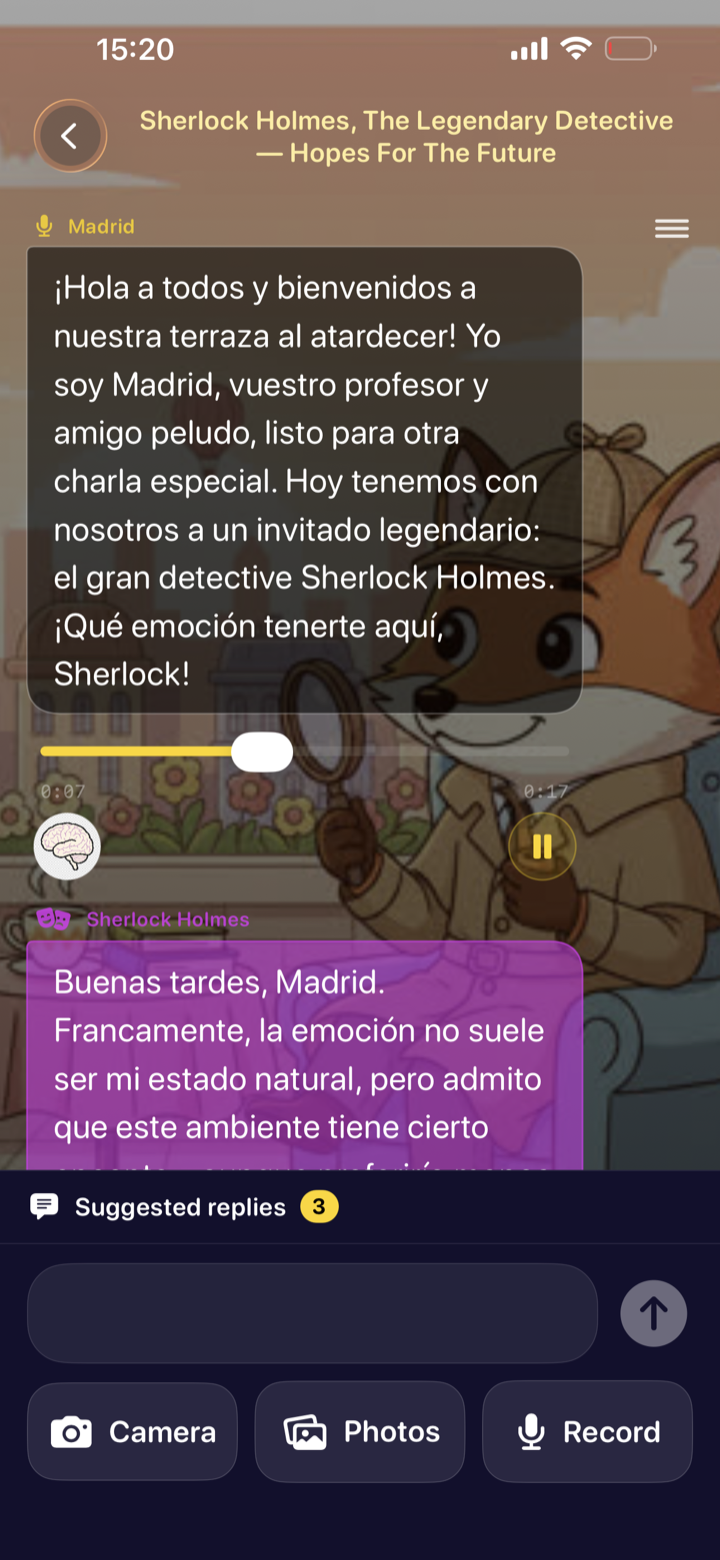 15:20
Sherlock Holmes, The Legendary Detective
— Hopes For The Future
Madrid
¡Hola a todos y bienvenidos a
nuestra terraza al atardecer! Yo
soy Madrid, vuestro profesor y
amigo peludo, listo para otra
charla especial. Hoy tenemos con
nosotros a un invitado legendario:
el gran detective Sherlock Holmes.
¡Qué emoción tenerte aquí,
Sherlock!
0:07
0:17
Sherlock Holmes
Buenas tardes, Madrid.
Francamente, la emoción no suele
ser mi estado natural, pero admito
que este ambiente tiene cierto
Suggested replies 3
Camera
Photos
Record